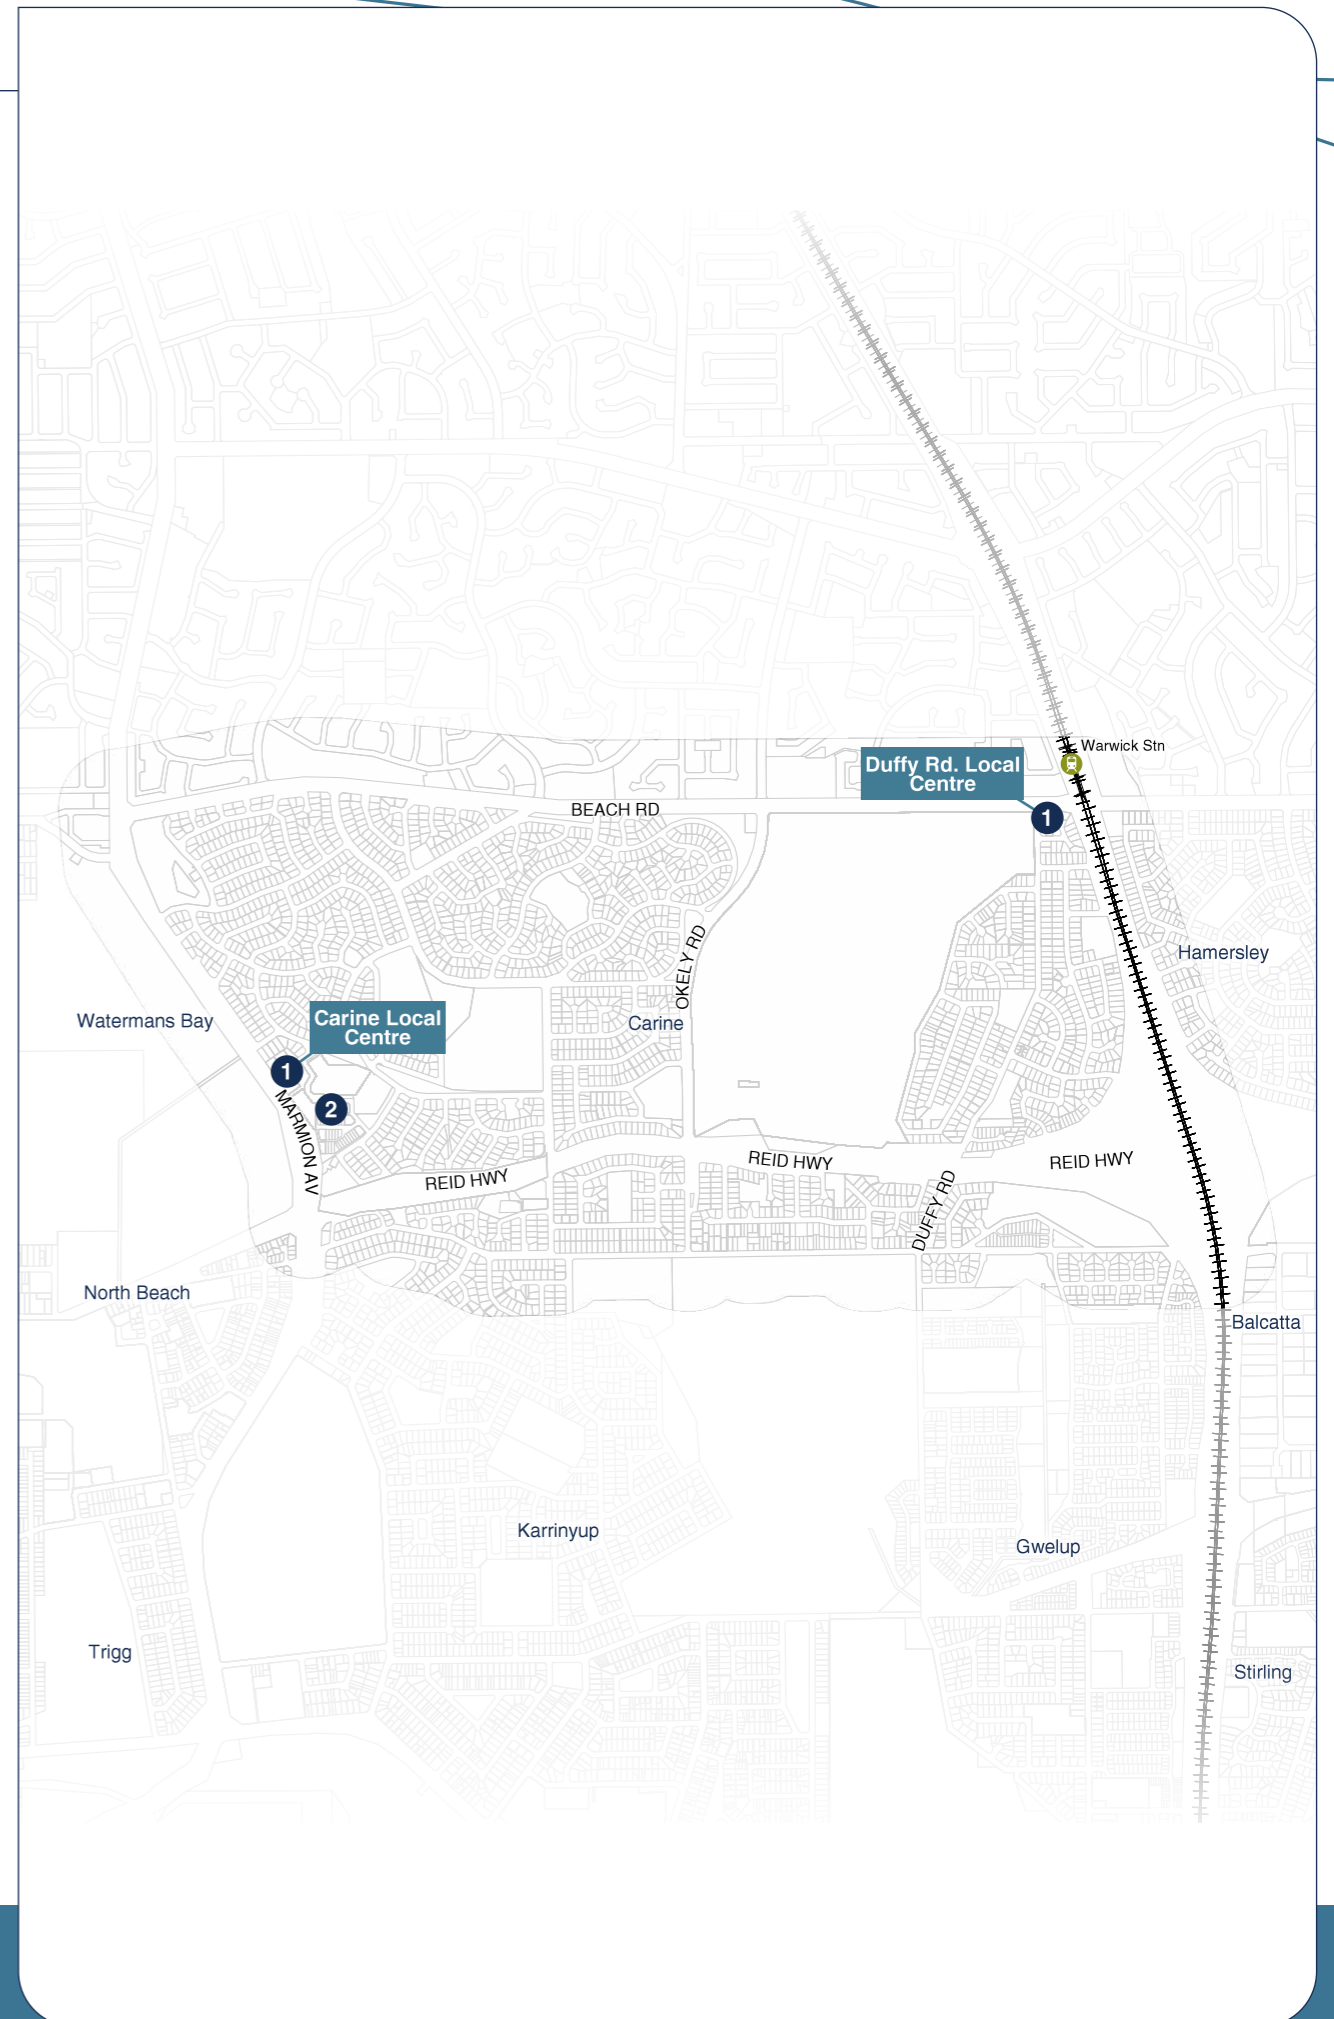 Warwick Stn
Duffy Rd. Local
Centre
BEACH RD
1
OKELY RD
Hamersley
Watermans Bay
Carine Local
Centre
Carine
1
2
MARMION AV
REID HWY
REID HWY
REID HWY
DUFFY RD
North Beach
Balcatta
Karrinyup
Gwelup
Trigg
Stirling